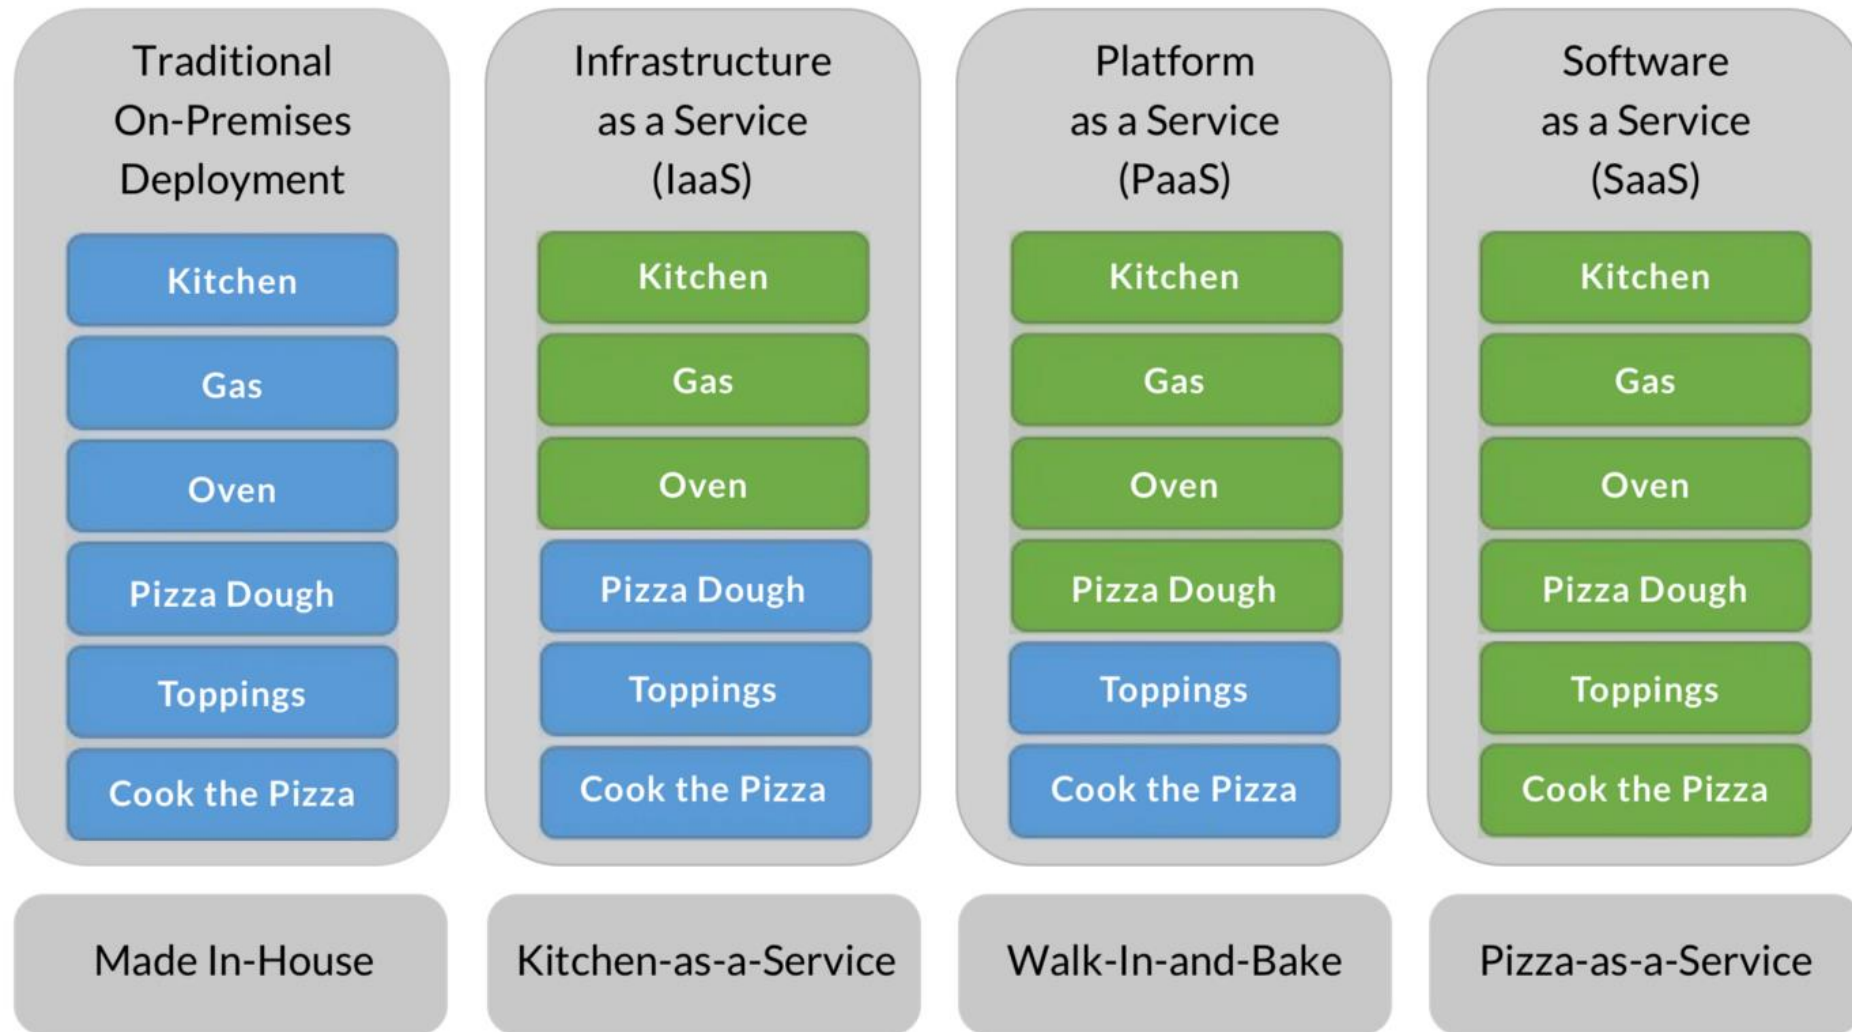 Traditional
On-Premises
Deployment
Kitchen
Gas
Oven
Pizza Dough
Toppings
Cook the Pizza
Made In-House
Infrastructure
as a Service
(IaaS)
Kitchen
Gas
Oven
Pizza Dough
Toppings
Cook the Pizza
Kitchen-as-a-Service
Platform
as a Service
(PaaS)
Kitchen
Gas
Oven
Pizza Dough
Toppings
Cook the Pizza
Walk-In-and-Bake
Software
as a Service
(SaaS)
Kitchen
Gas
Oven
Pizza Dough
Toppings
Cook the Pizza
Pizza-as-a-Service